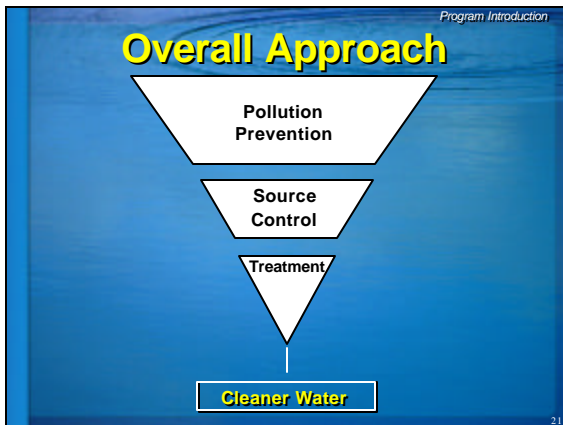 Program Introduction
Overall Approach
Pollution
Prevention
Source
Control
Treatment
Cleaner Water
21